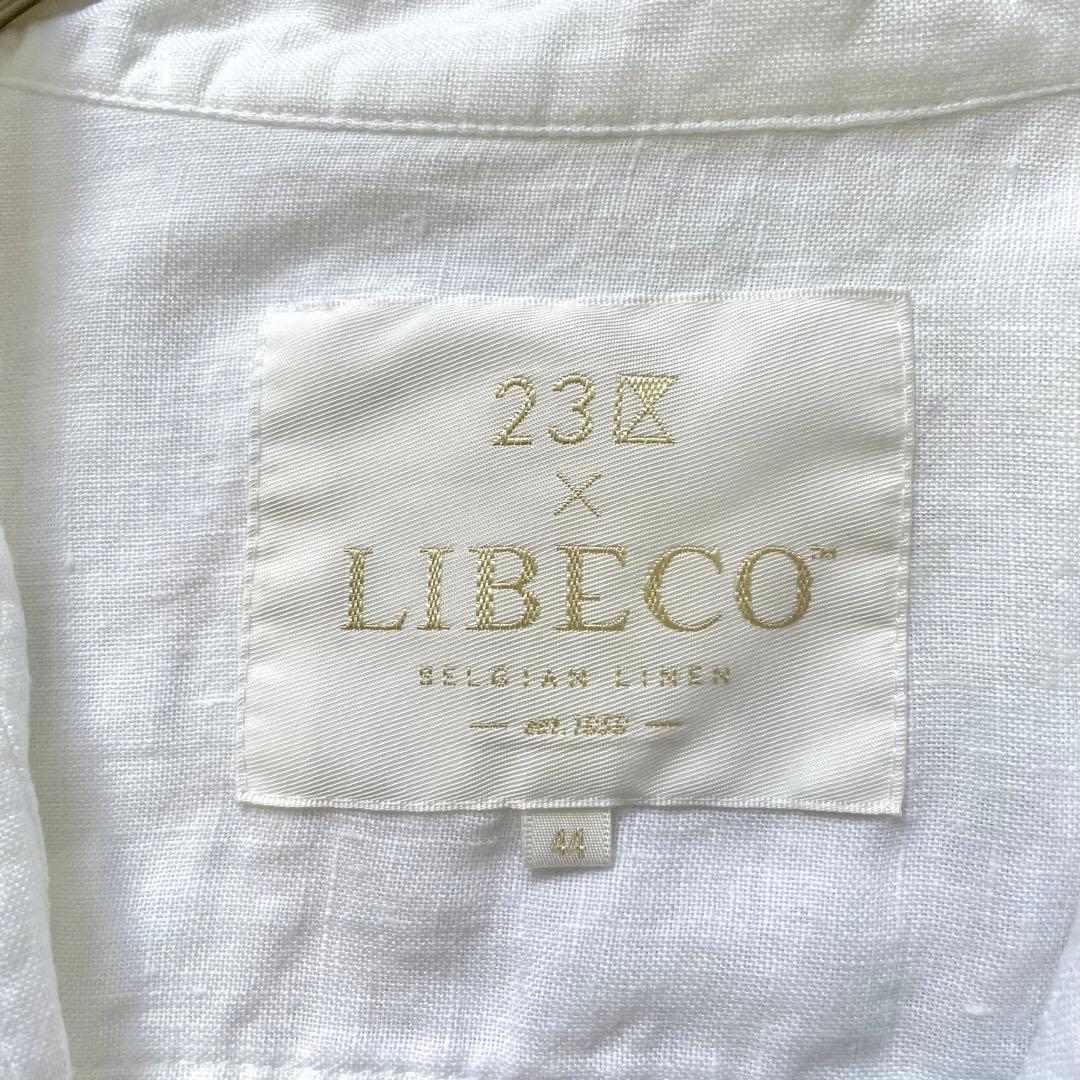 23区
×
LIBECO™
BELGIAN LINEN
— est. 1858 —
44